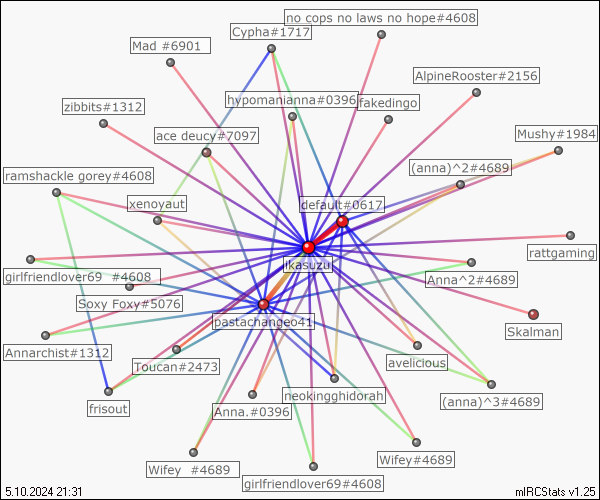 no cops no laws no hope#4608
Cypha#1717
Mad #6901
AlpineRooster#2156
hypomanianna#0396
fakedingo
zibbits#1312
ace deucy#7097
Mushy#1984
(anna)^2#4689
ramshackle gorey#4608
xenoyaut
default#0617
rattgaming
ikasuzu
girlfriendlover69 #4608
Anna^2#4689
Soxy Foxy#5076
pastachangeo41
Skalman
Annarchist#1312
Toucan#2473
avelicious
neokingghidorah
frisout
Anna.#0396
(anna)^3#4689
Wifey #4689
Wifey#4689
girlfriendlover69#4608
5.10.2024 21:31
mIRCStats v1.25